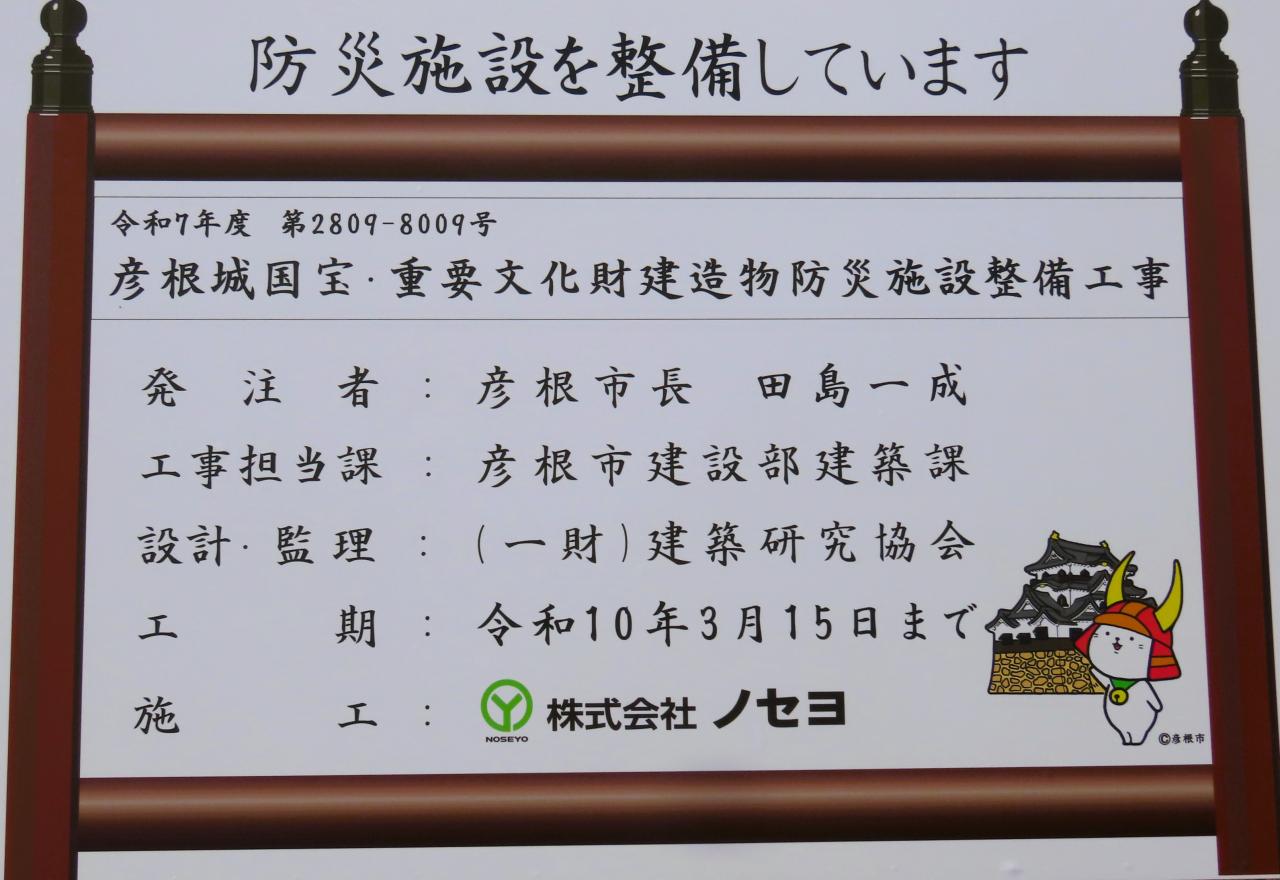 防災施設を整備しています
令和7年度　第2809-8009号
彦根城国宝・重要文化財建造物防災施設整備工事
発注者：彦根市長　田島一成
工事担当課：彦根市建設部建築課
設計・監理：（一財）建築研究協会
工期：令和10年3月15日まで
施工：株式会社ノセヨ
NOSEYO
©彦根市